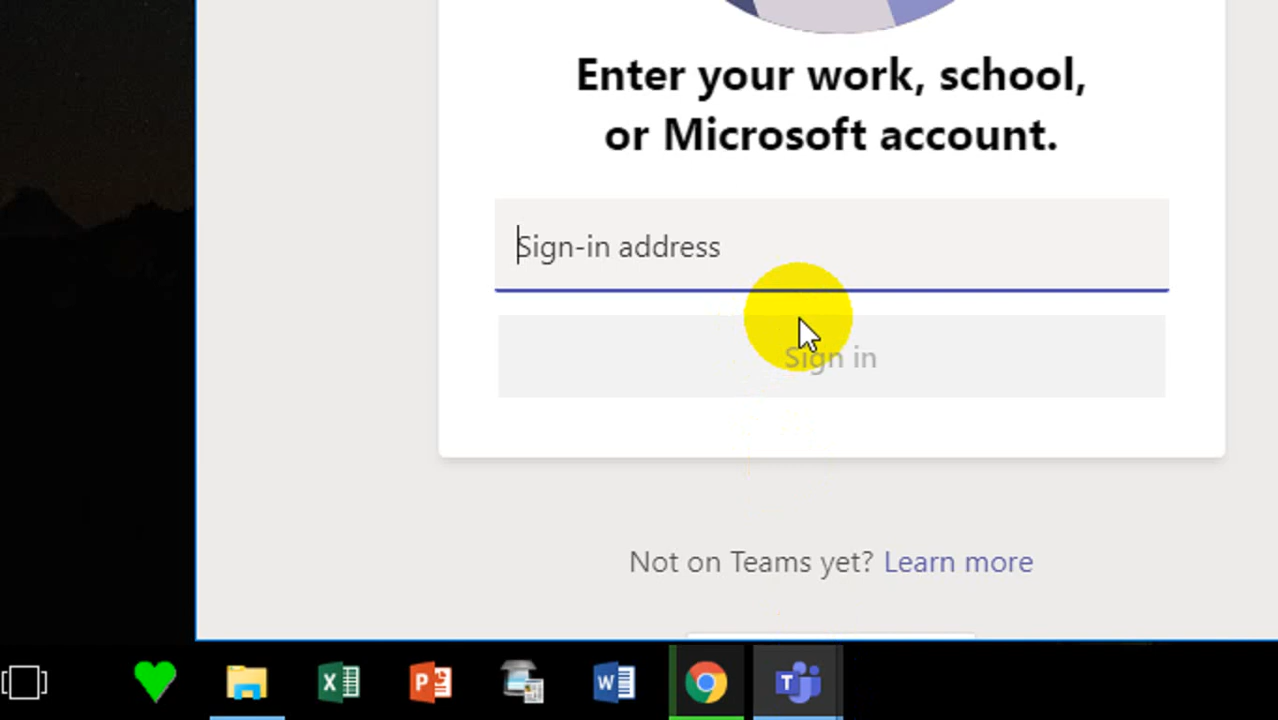 Enter your work, school,
or Microsoft account.
Sign-in address
Sign in
Not on Teams yet? Learn more
X
P
W
T